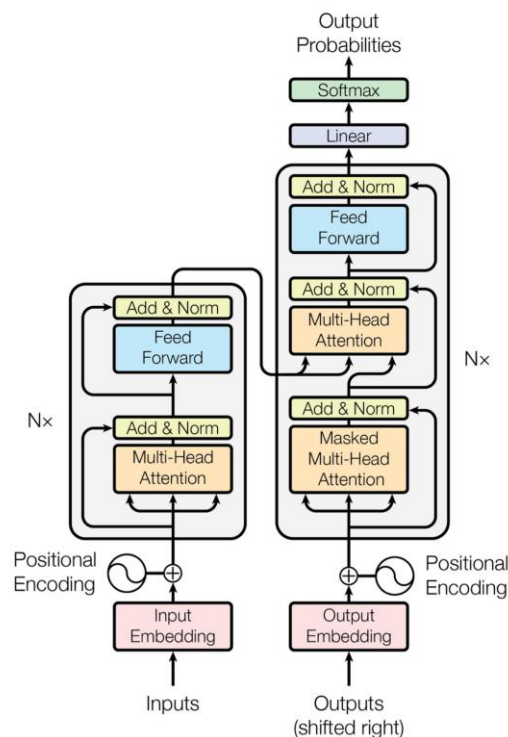 Output
Probabilities
Softmax
Linear
Add & Norm
Feed
Forward
Add & Norm
Multi-Head
Attention
Add & Norm
Masked
Multi-Head
Attention
Nx
Add & Norm
Feed
Forward
Add & Norm
Multi-Head
Attention
Nx
Positional
Encoding
Positional
Encoding
Input
Embedding
Output
Embedding
Inputs
Outputs
(shifted right)